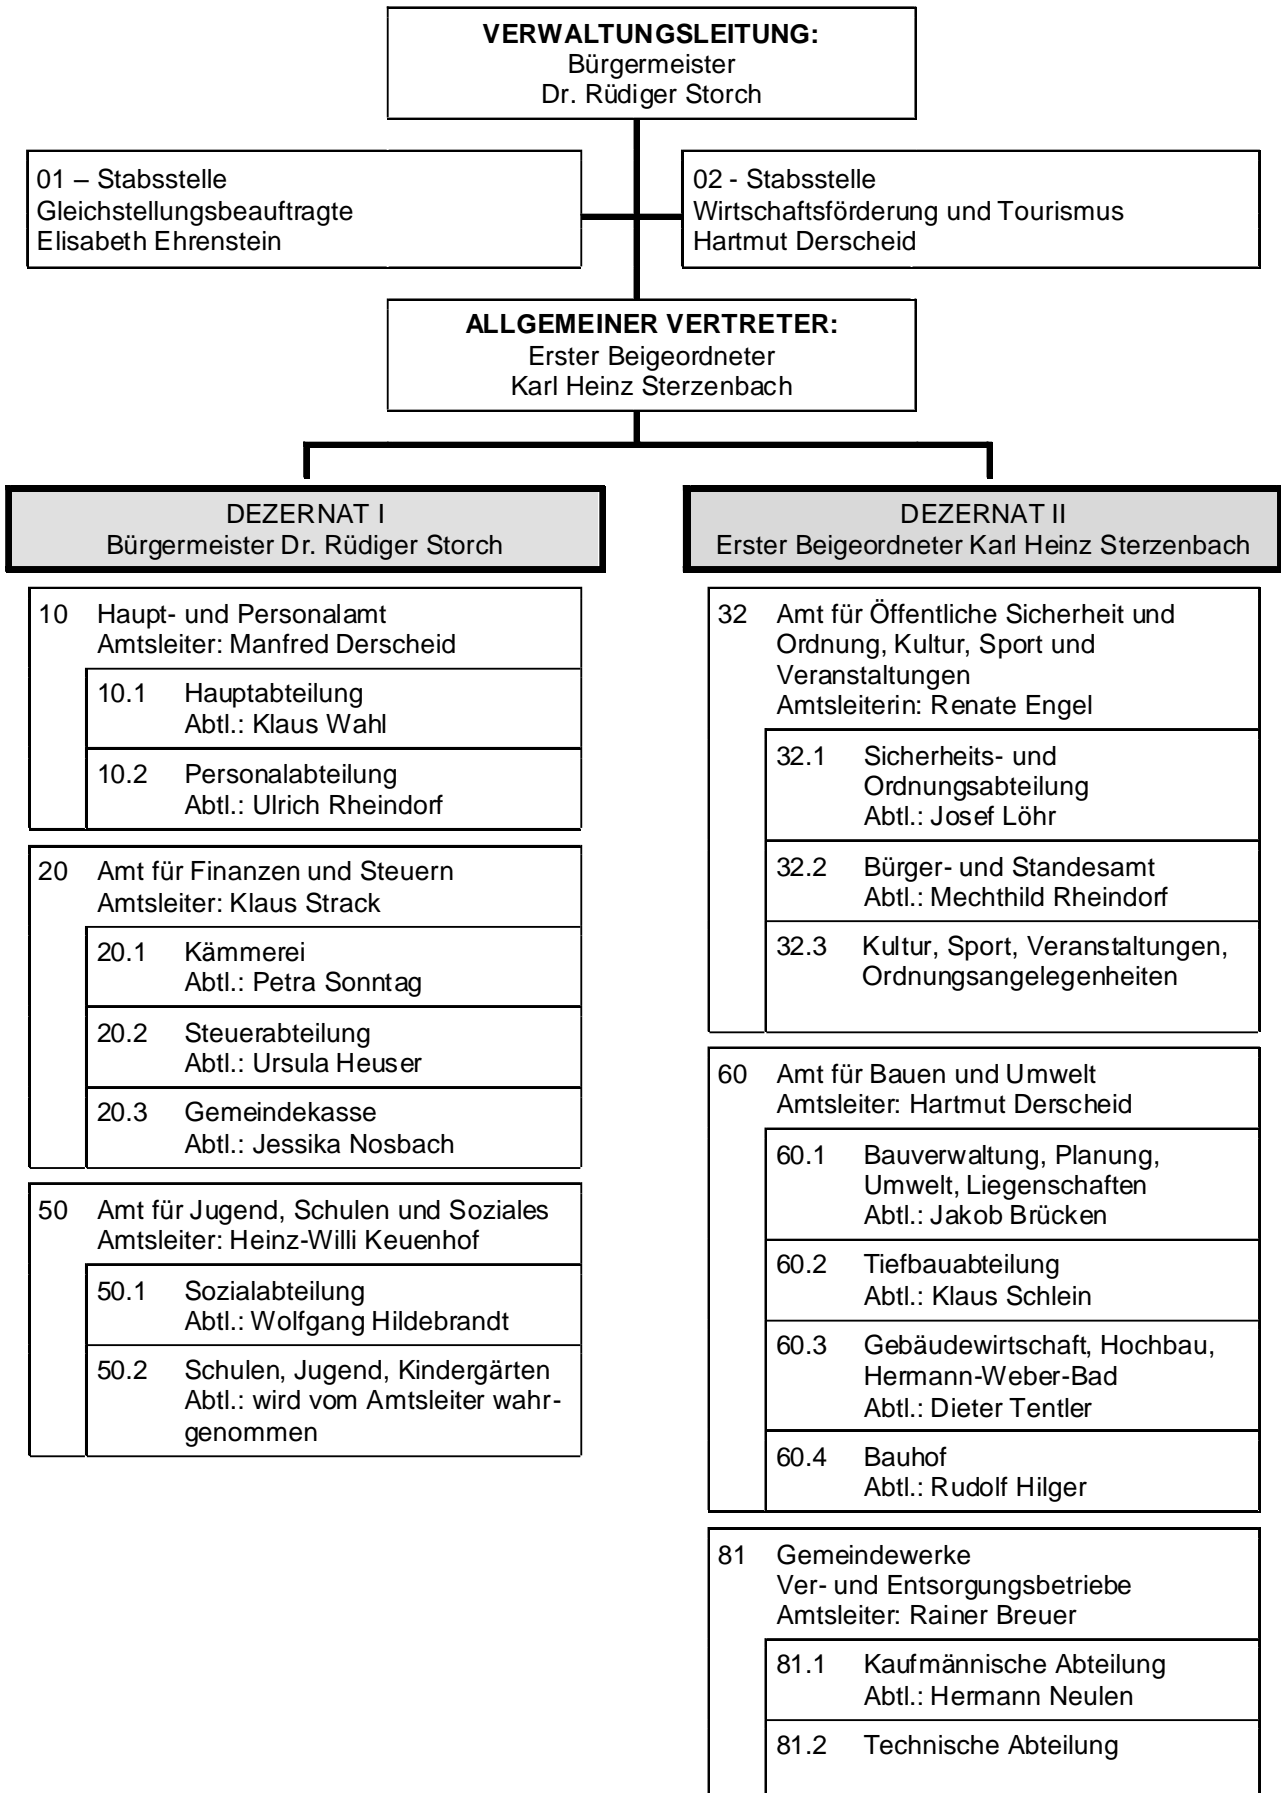 VERWALTUNGSLEITUNG:
Bürgermeister
Dr. Rüdiger Storch
01 – Stabsstelle
Gleichstellungsbeauftragte
Elisabeth Ehrenstein
02 - Stabsstelle
Wirtschaftsförderung und Tourismus
Hartmut Derscheid
ALLGEMEINER VERTRETER:
Erster Beigeordneter
Karl Heinz Sterzenbach
DEZERNAT I
Bürgermeister Dr. Rüdiger Storch
10 Haupt- und Personalamt
Amtsleiter: Manfred Derscheid
10.1 Hauptabteilung
Abtl.: Klaus Wahl
10.2 Personalabteilung
Abtl.: Ulrich Rheindorf
20 Amt für Finanzen und Steuern
Amtsleiter: Klaus Strack
20.1 Kämmerei
Abtl.: Petra Sonntag
20.2 Steuerabteilung
Abtl.: Ursula Heuser
20.3 Gemeindekasse
Abtl.: Jessika Nosbach
50 Amt für Jugend, Schulen und Soziales
Amtsleiter: Heinz-Willi Keuenhof
50.1 Sozialabteilung
Abtl.: Wolfgang Hildebrandt
50.2 Schulen, Jugend, Kindergärten
Abtl.: wird vom Amtsleiter wahr-
genommen
DEZERNAT II
Erster Beigeordneter Karl Heinz Sterzenbach
32 Amt für Öffentliche Sicherheit und
Ordnung, Kultur, Sport und
Veranstaltungen
Amtsleiterin: Renate Engel
32.1 Sicherheits- und
Ordnungsabteilung
Abtl.: Josef Löhr
32.2 Bürger- und Standesamt
Abtl.: Mechthild Rheindorf
32.3 Kultur, Sport, Veranstaltungen,
Ordnungsangelegenheiten
60 Amt für Bauen und Umwelt
Amtsleiter: Hartmut Derscheid
60.1 Bauverwaltung, Planung,
Umwelt, Liegenschaften
Abtl.: Jakob Brücken
60.2 Tiefbauabteilung
Abtl.: Klaus Schlein
60.3 Gebäudewirtschaft, Hochbau,
Hermann-Weber-Bad
Abtl.: Dieter Tentler
60.4 Bauhof
Abtl.: Rudolf Hilger
81 Gemeindewerke
Ver- und Entsorgungsbetriebe
Amtsleiter: Rainer Breuer
81.1 Kaufmännische Abteilung
Abtl.: Hermann Neulen
81.2 Technische Abteilung